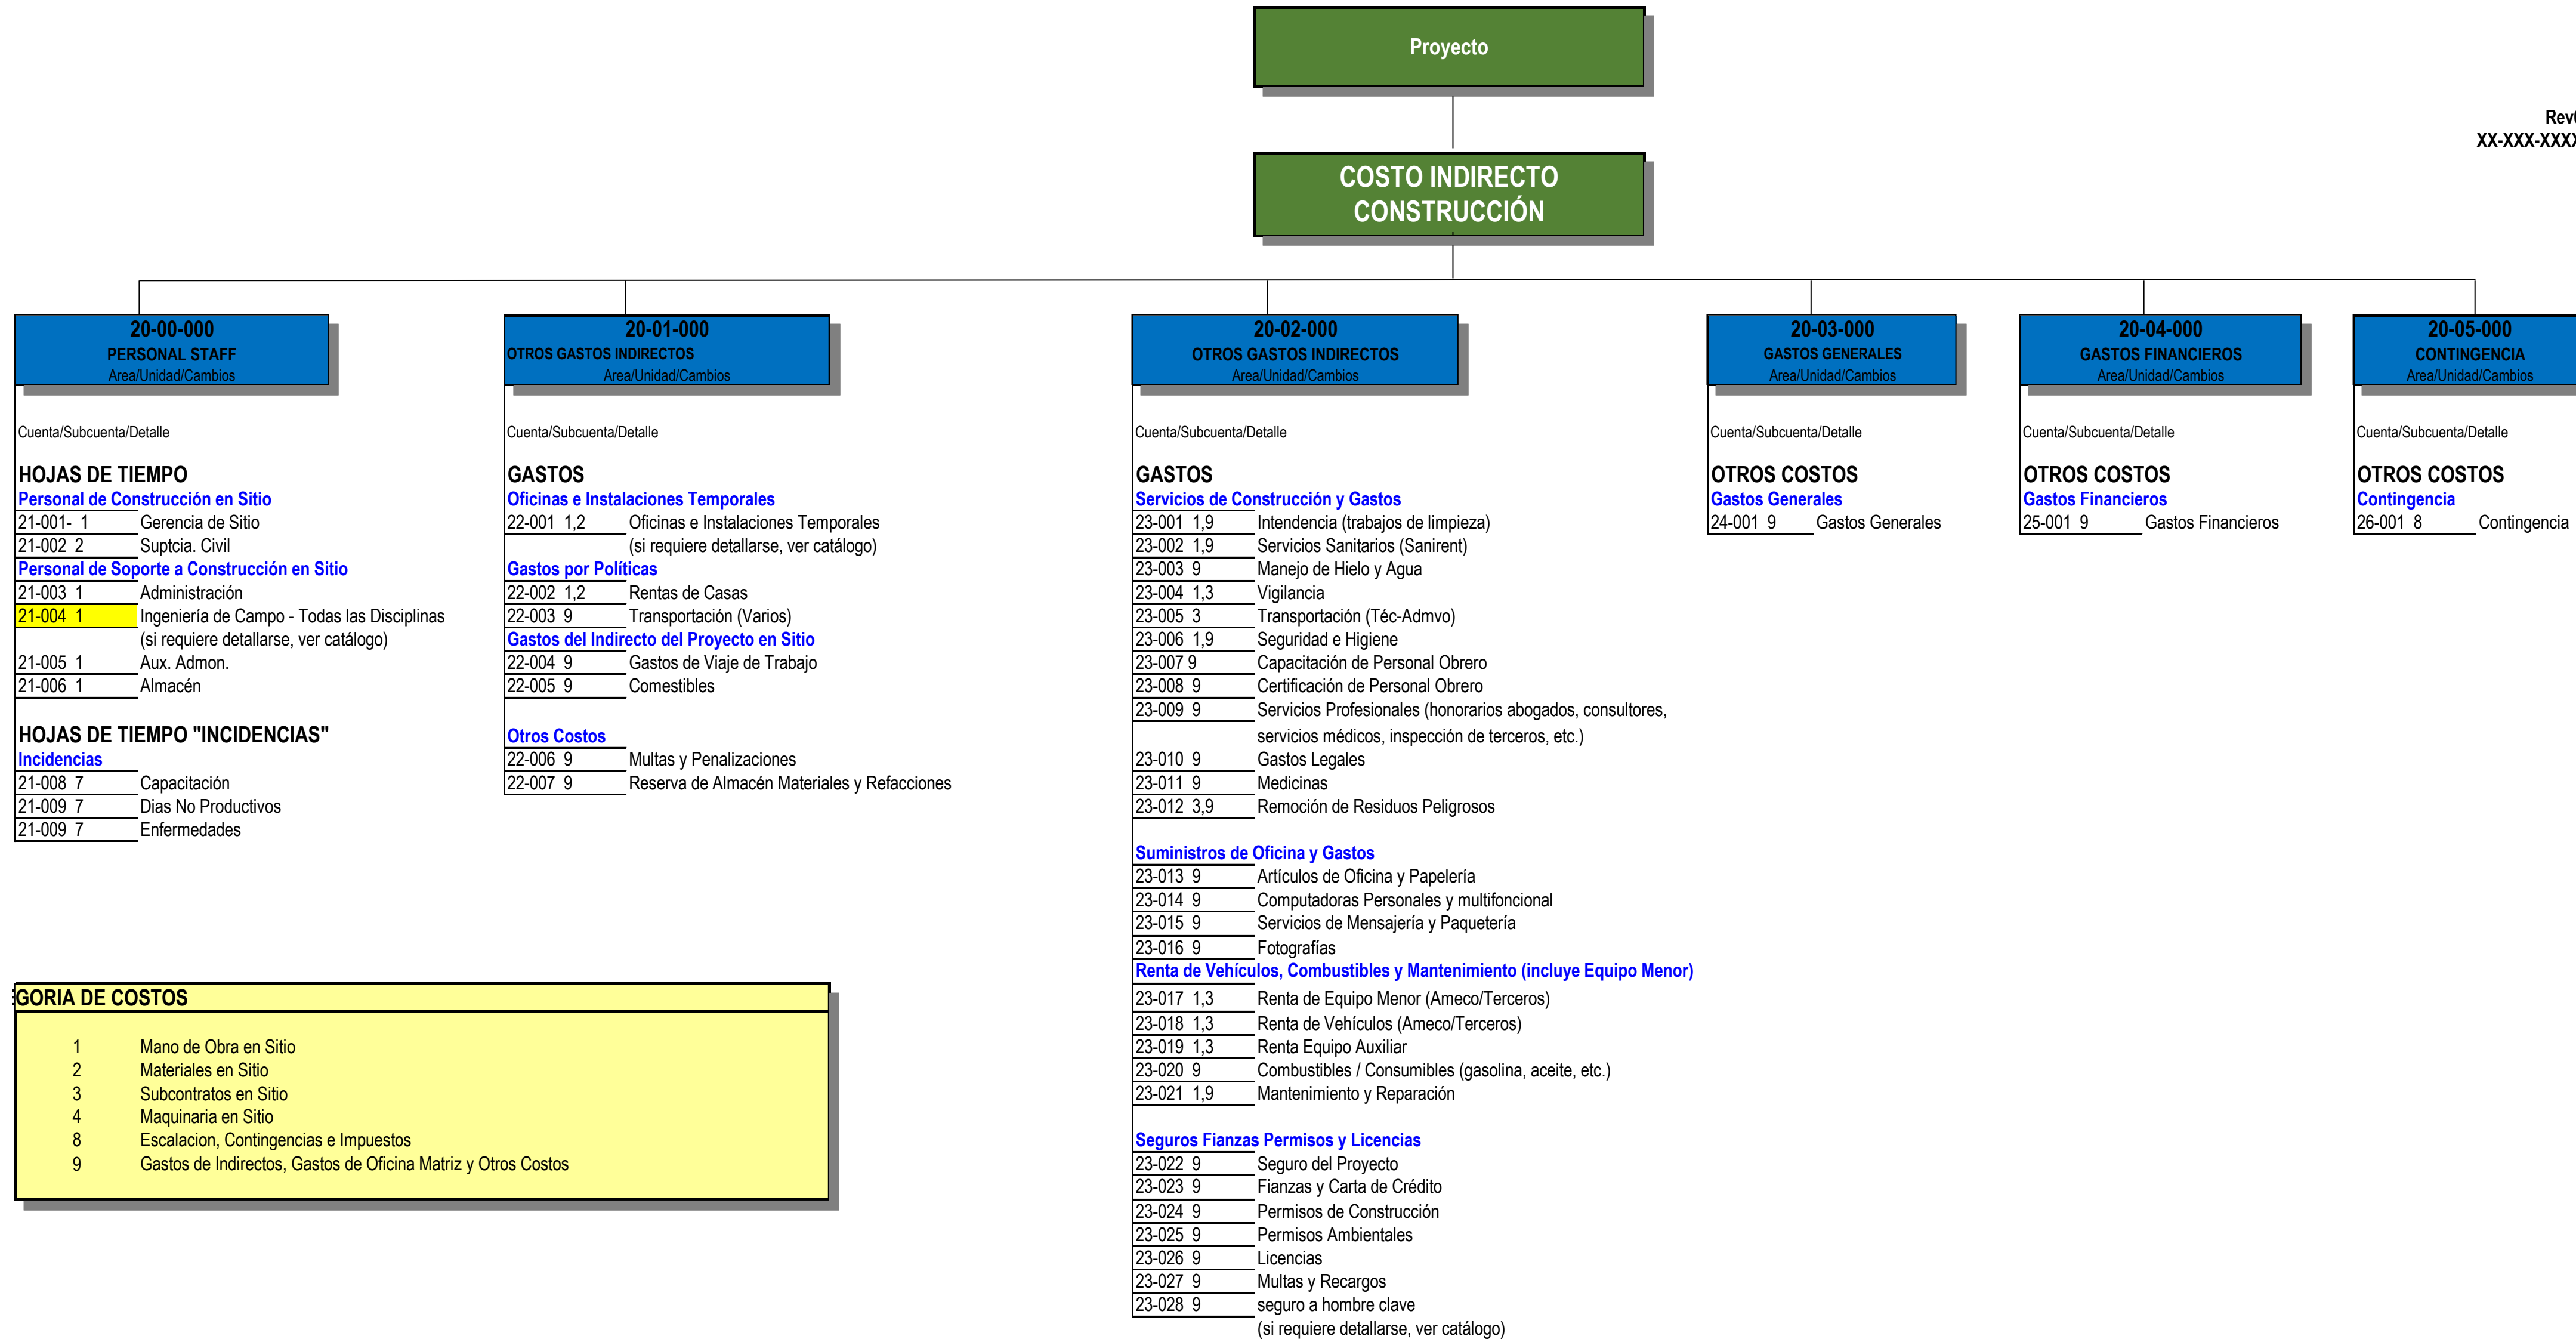 Proyecto
Rev
XX-XXX-XXXX
COSTO INDIRECTO
CONSTRUCCIÓN
20-00-000
PERSONAL STAFF
Area/Unidad/Cambios
Cuenta/Subcuenta/Detalle
HOJAS DE TIEMPO
Personal de Construcción en Sitio
21-001- 1 Gerencia de Sitio
21-002 2 Suptcia. Civil
Personal de Soporte a Construcción en Sitio
21-003 1 Administración
21-004 1 Ingeniería de Campo - Todas las Disciplinas
(si requiere detallarse, ver catálogo)
21-005 1 Aux. Admon.
21-006 1 Almacén
HOJAS DE TIEMPO "INCIDENCIAS"
Incidencias
21-008 7 Capacitación
21-009 7 Dias No Productivos
21-009 7 Enfermedades
20-01-000
OTROS GASTOS INDIRECTOS
Area/Unidad/Cambios
Cuenta/Subcuenta/Detalle
GASTOS
Oficinas e Instalaciones Temporales
22-001 1,2 Oficinas e Instalaciones Temporales
(si requiere detallarse, ver catálogo)
Gastos por Políticas
22-002 1,2 Rentas de Casas
22-003 9 Transportación (Varios)
Gastos del Indirecto del Proyecto en Sitio
22-004 9 Gastos de Viaje de Trabajo
22-005 9 Comestibles
Otros Costos
22-006 9 Multas y Penalizaciones
22-007 9 Reserva de Almacén Materiales y Refacciones
20-02-000
OTROS GASTOS INDIRECTOS
Area/Unidad/Cambios
Cuenta/Subcuenta/Detalle
GASTOS
Servicios de Construcción y Gastos
23-001 1,9 Intendencia (trabajos de limpieza)
23-002 1,9 Servicios Sanitarios (Sanirent)
23-003 9 Manejo de Hielo y Agua
23-004 1,3 Vigilancia
23-005 3 Transportación (Téc-Admvo)
23-006 1,9 Seguridad e Higiene
23-007 9 Capacitación de Personal Obrero
23-008 9 Certificación de Personal Obrero
23-009 9 Servicios Profesionales (honorarios abogados, consultores,
servicios médicos, inspección de terceros, etc.)
23-010 9 Gastos Legales
23-011 9 Medicinas
23-012 3,9 Remoción de Residuos Peligrosos
Suministros de Oficina y Gastos
23-013 9 Artículos de Oficina y Papelería
23-014 9 Computadoras Personales y multifoncional
23-015 9 Servicios de Mensajería y Paquetería
23-016 9 Fotografías
Renta de Vehículos, Combustibles y Mantenimiento (incluye Equipo Menor)
23-017 1,3 Renta de Equipo Menor (Ameco/Terceros)
23-018 1,3 Renta de Vehículos (Ameco/Terceros)
23-019 1,3 Renta Equipo Auxiliar
23-020 9 Combustibles / Consumibles (gasolina, aceite, etc.)
23-021 1,9 Mantenimiento y Reparación
Seguros Fianzas Permisos y Licencias
23-022 9 Seguro del Proyecto
23-023 9 Fianzas y Carta de Crédito
23-024 9 Permisos de Construcción
23-025 9 Permisos Ambientales
23-026 9 Licencias
23-027 9 Multas y Recargos
23-028 9 seguro a hombre clave
(si requiere detallarse, ver catálogo)
20-03-000
GASTOS GENERALES
Area/Unidad/Cambios
Cuenta/Subcuenta/Detalle
OTROS COSTOS
Gastos Generales
24-001 9 Gastos Generales
20-04-000
GASTOS FINANCIEROS
Area/Unidad/Cambios
Cuenta/Subcuenta/Detalle
OTROS COSTOS
Gastos Financieros
25-001 9 Gastos Financieros
20-05-000
CONTINGENCIA
Area/Unidad/Cambios
Cuenta/Subcuenta/Detalle
OTROS COSTOS
Contingencia
26-001 8 Contingencia
GORIA DE COSTOS
1 Mano de Obra en Sitio
2 Materiales en Sitio
3 Subcontratos en Sitio
4 Maquinaria en Sitio
8 Escalacion, Contingencias e Impuestos
9 Gastos de Indirectos, Gastos de Oficina Matriz y Otros Costos